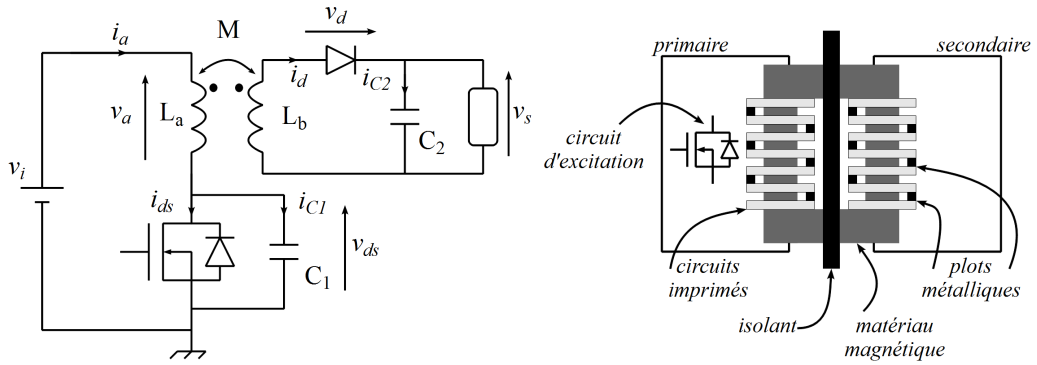 i_a
M
v_d
v_a
L_a
L_b
i_d
i_C2
C_2
v_s
v_i
i_ds
i_C1
v_ds
C_1
primaire
secondaire
circuit
d'excitation
circuits
imprimés
plots
métalliques
isolant
matériau
magnétique